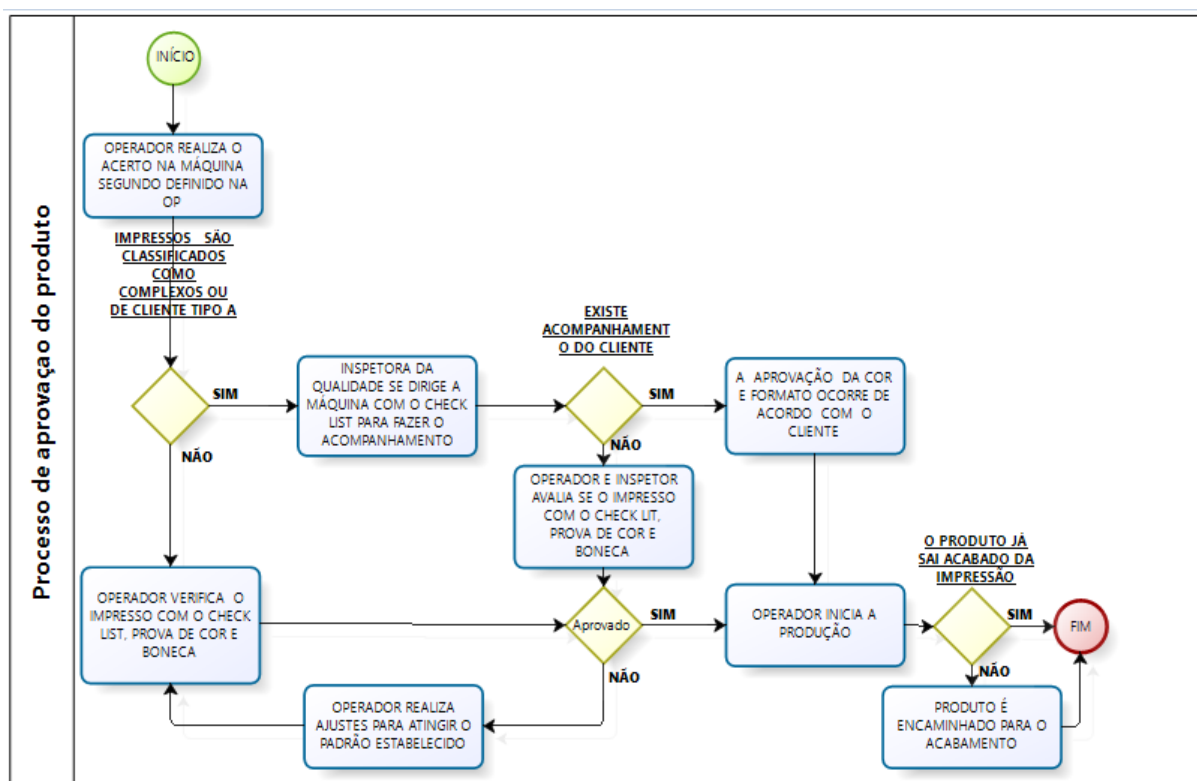 Processo de aprovaçao do produto
INÍCIO
OPERADOR REALIZA O
ACERTO NA MÁQUINA
SEGUNDO DEFINIDO NA
OP
IMPRESSOS SÃO
CLASSIFICADOS
COMO
COMPLEXOS OU
DE CLIENTE TIPO A
SIM
NÃO
INSPETORA DA
QUALIDADE SE DIRIGE A
MÁQUINA COM O CHECK
LIST PARA FAZER O
ACOMPANHAMENTO
EXISTE
ACOMPANHAMENT
O DO CLIENTE
SIM
NÃO
A APROVAÇÃO DA COR
E FORMATO OCORRE DE
ACORDO COM O
CLIENTE
OPERADOR E INSPETOR
AVALIA SE O IMPRESSO
COM O CHECK LIT,
PROVA DE COR E
BONECA
OPERADOR VERIFICA O
IMPRESSO COM O CHECK
LIST, PROVA DE COR E
BONECA
Aprovado
SIM
NÃO
OPERADOR REALIZA
AJUSTES PARA ATINGIR O
PADRÃO ESTABELECIDO
OPERADOR INICIA A
PRODUÇÃO
O PRODUTO JÁ
SAI ACABADO DA
IMPRESSÃO
SIM
NÃO
FIM
PRODUTO É
ENCAMINHADO PARA O
ACABAMENTO